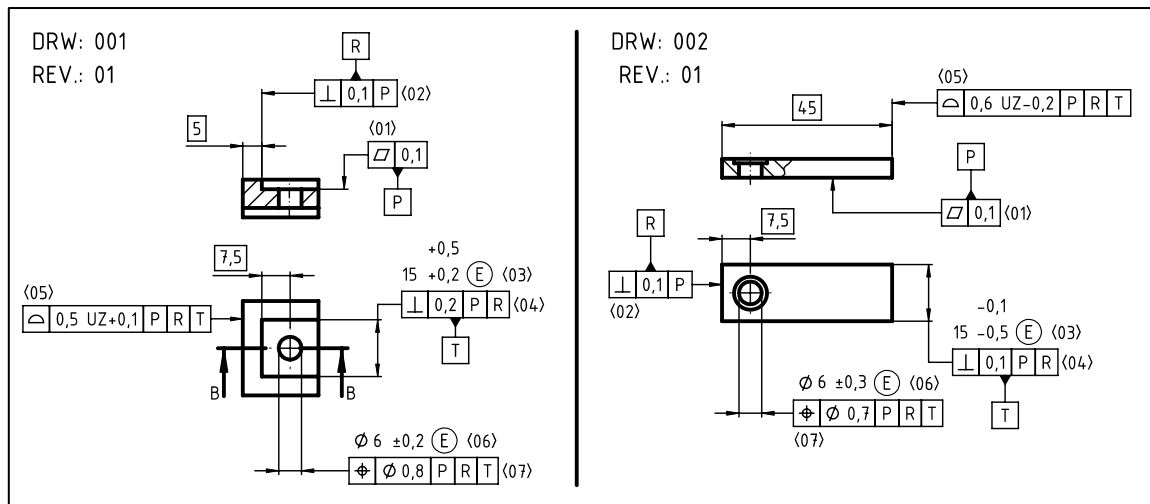 DRW: 001
REV.: 01
R
⊥ 0,1 P ⟨02⟩
5
⟨01⟩
⏥ 0,1
P
7,5
+0,5
15 +0,2 Ⓔ ⟨03⟩
⊥ 0,2 P R ⟨04⟩
T
⟨05⟩
⌓ 0,5 UZ+0,1 P R T
B B
Ø 6 ±0,2 Ⓔ ⟨06⟩
⌖ Ø 0,8 P R T ⟨07⟩
DRW: 002
REV.: 01
⟨05⟩
⌓ 0,6 UZ-0,2 P R T
45
P
⏥ 0,1 ⟨01⟩
R
7,5
⊥ 0,1 P
⟨02⟩
-0,1
15 -0,5 Ⓔ ⟨03⟩
⊥ 0,1 P R ⟨04⟩
T
Ø 6 ±0,3 Ⓔ ⟨06⟩
⌖ Ø 0,7 P R T
⟨07⟩